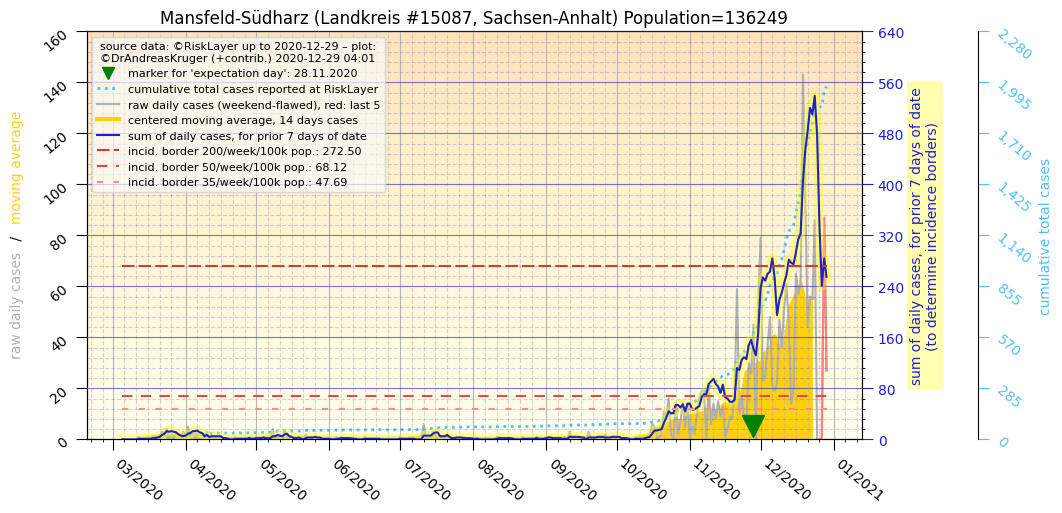 Mansfeld-Südharz (Landkreis #15087, Sachsen-Anhalt) Population=136249
source data: ©RiskLayer up to 2020-12-29 – plot:
©DrAndreasKruger (+contrib.) 2020-12-29 04:01
marker for 'expectation day': 28.11.2020
cumulative total cases reported at RiskLayer
raw daily cases (weekend-flawed), red: last 5
centered moving average, 14 days cases
sum of daily cases, for prior 7 days of date
incid. border 200/week/100k pop.: 272.50
incid. border 50/week/100k pop.: 68.12
incid. border 35/week/100k pop.: 47.69
raw daily cases / moving average
160
140
120
100
80
60
40
20
0
640
560
480
400
320
240
160
80
0
sum of daily cases, for prior 7 days of date
(to determine incidence borders)
2,280
1,995
1,710
1,425
1,140
855
570
285
0
cumulative total cases
03/2020
04/2020
05/2020
06/2020
07/2020
08/2020
09/2020
10/2020
11/2020
12/2020
01/2021